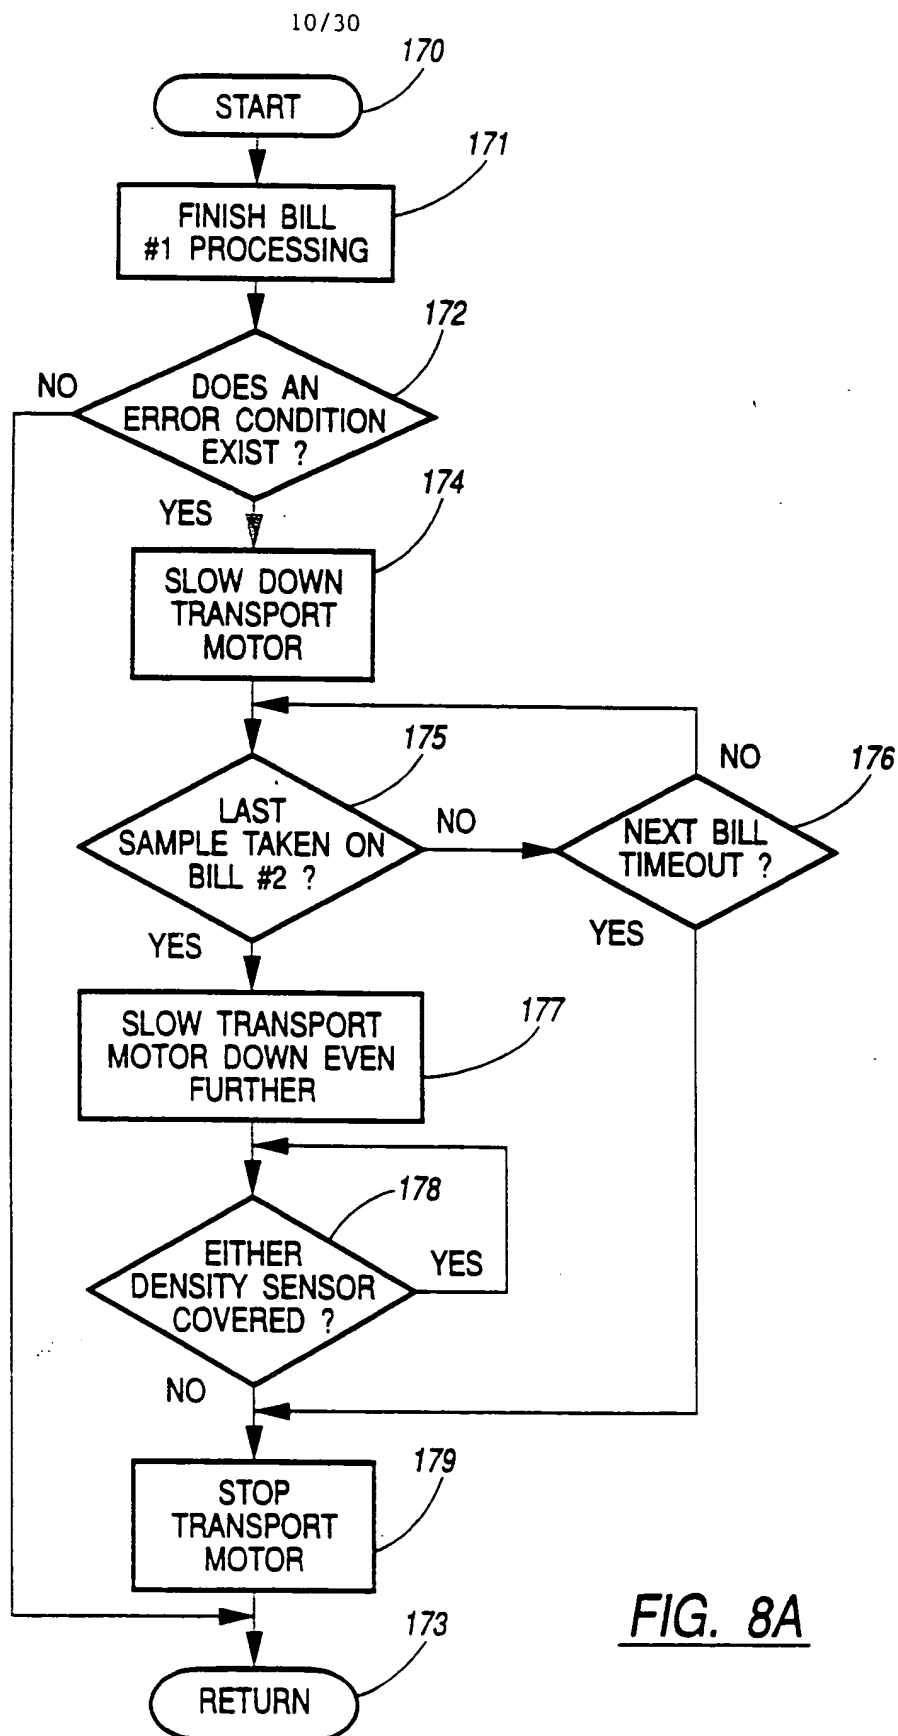 10/30
170
START
171
FINISH BILL
#1 PROCESSING
172
NO
DOES AN
ERROR CONDITION
EXIST ?
174
YES
SLOW DOWN
TRANSPORT
MOTOR
175
NO
176
LAST
SAMPLE TAKEN ON
BILL #2 ?
NO
NEXT BILL
TIMEOUT ?
YES
YES
177
SLOW TRANSPORT
MOTOR DOWN EVEN
FURTHER
178
EITHER
DENSITY SENSOR
COVERED ?
YES
NO
179
STOP
TRANSPORT
MOTOR
FIG. 8A
173
RETURN